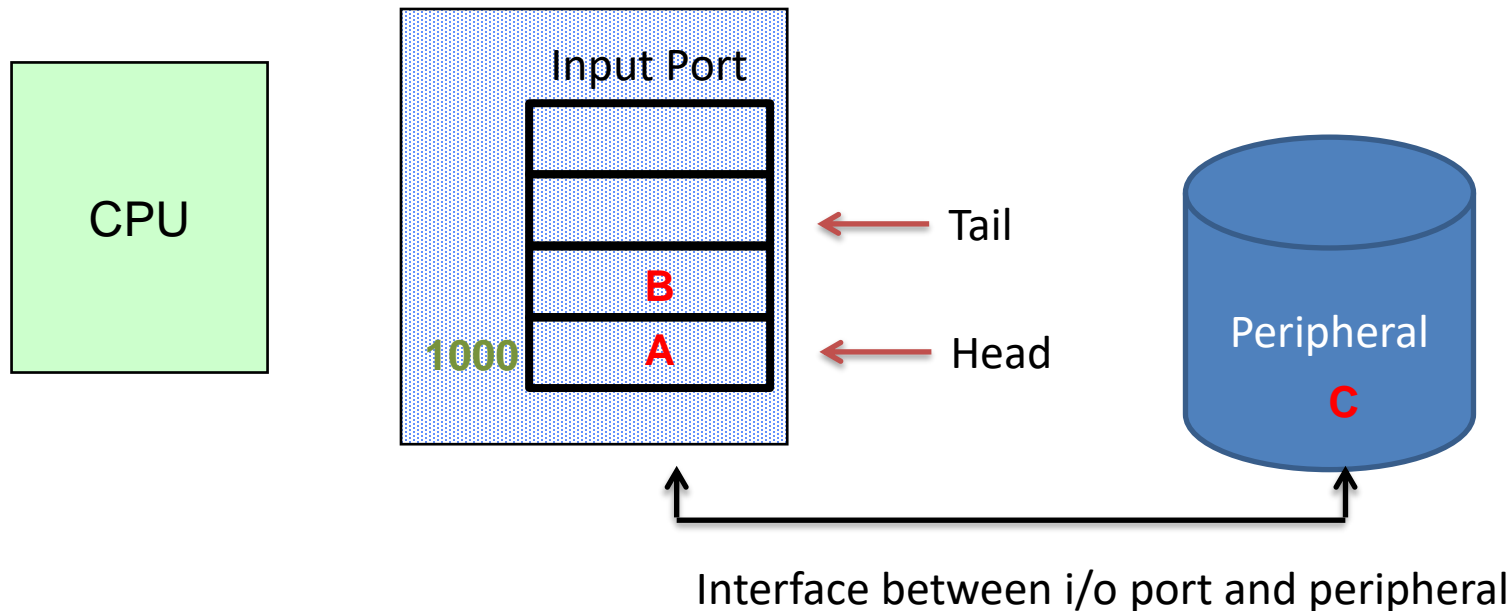 Input Port
CPU
Tail
B
1000
A
Head
Peripheral
C
Interface between i/o port and peripheral